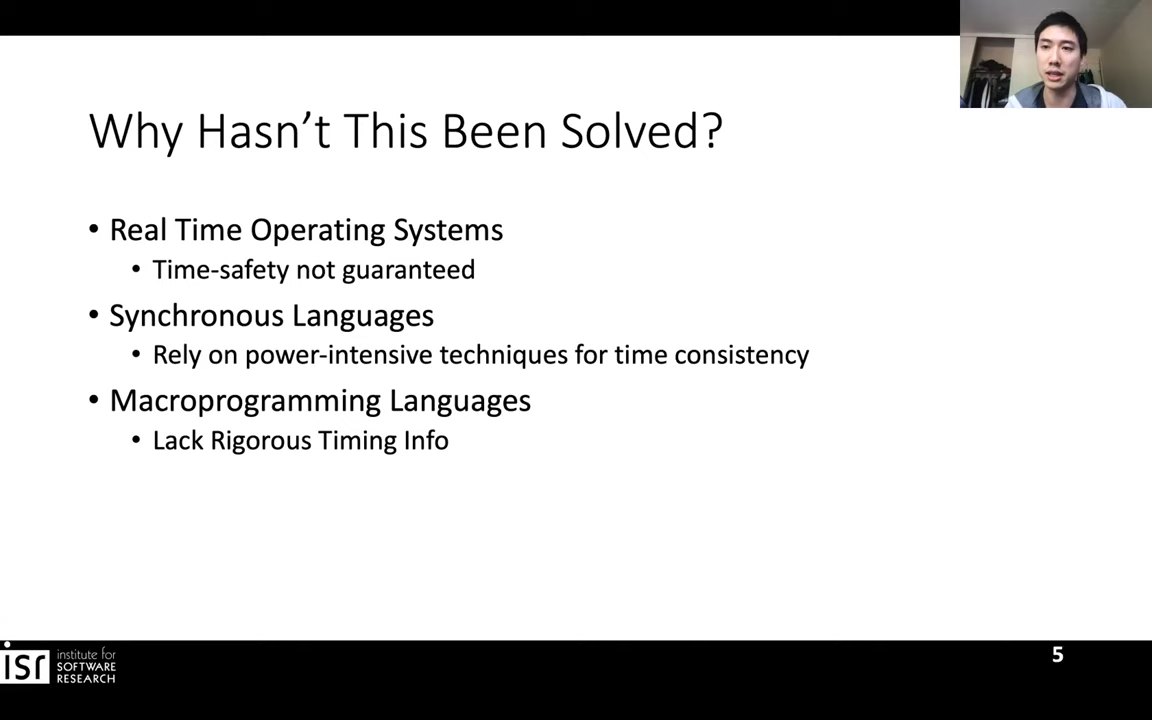 Why Hasn't This Been Solved?
• Real Time Operating Systems
• Time-safety not guaranteed
• Synchronous Languages
• Rely on power-intensive techniques for time consistency
• Macroprogramming Languages
• Lack Rigorous Timing Info
isr institute for
SOFTWARE
RESEARCH
5